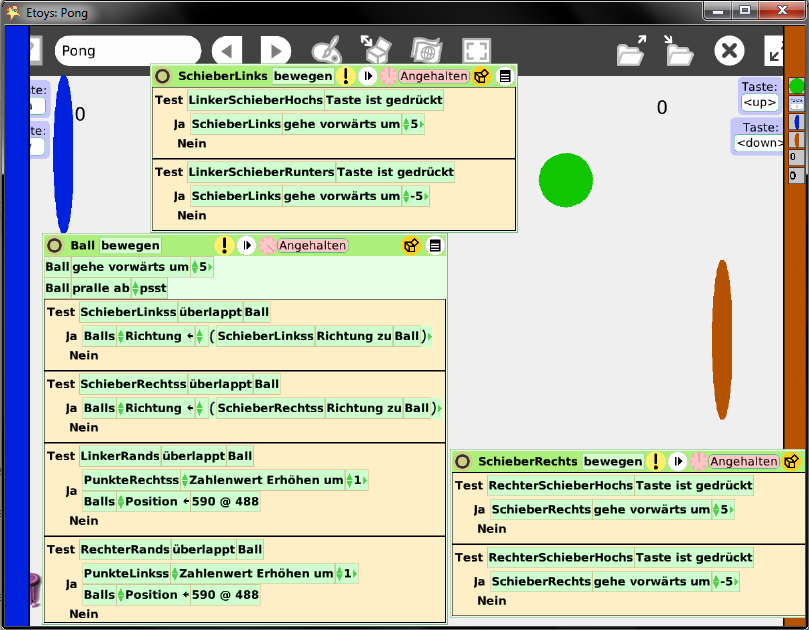 Etoys: Pong
Pong
SchieberLinks bewegen ! Angehalten
Test LinkerSchieberHochs Taste ist gedrückt
Ja SchieberLinks gehe vorwärts um 5
Nein
Test LinkerSchieberRunters Taste ist gedrückt
Ja SchieberLinks gehe vorwärts um -5
Nein
te:
te:
0
0
Taste:
<up>
Taste:
<down>
0
0
Ball bewegen ! Angehalten
Ball gehe vorwärts um 5
Ball pralle ab psst
Test SchieberLinkss überlappt Ball
Ja Balls Richtung ← (SchieberLinkss Richtung zu Ball)
Nein
Test SchieberRechtss überlappt Ball
Ja Balls Richtung ← (SchieberRechtss Richtung zu Ball)
Nein
Test LinkerRands überlappt Ball
Ja PunkteRechtss Zahlenwert Erhöhen um 1
Balls Position ← 590 @ 488
Nein
Test RechterRands überlappt Ball
Ja PunkteLinkss Zahlenwert Erhöhen um 1
Balls Position ← 590 @ 488
Nein
SchieberRechts bewegen ! Angehalten
Test RechterSchieberHochs Taste ist gedrückt
Ja SchieberRechts gehe vorwärts um 5
Nein
Test RechterSchieberHochs Taste ist gedrückt
Ja SchieberRechts gehe vorwärts um -5
Nein